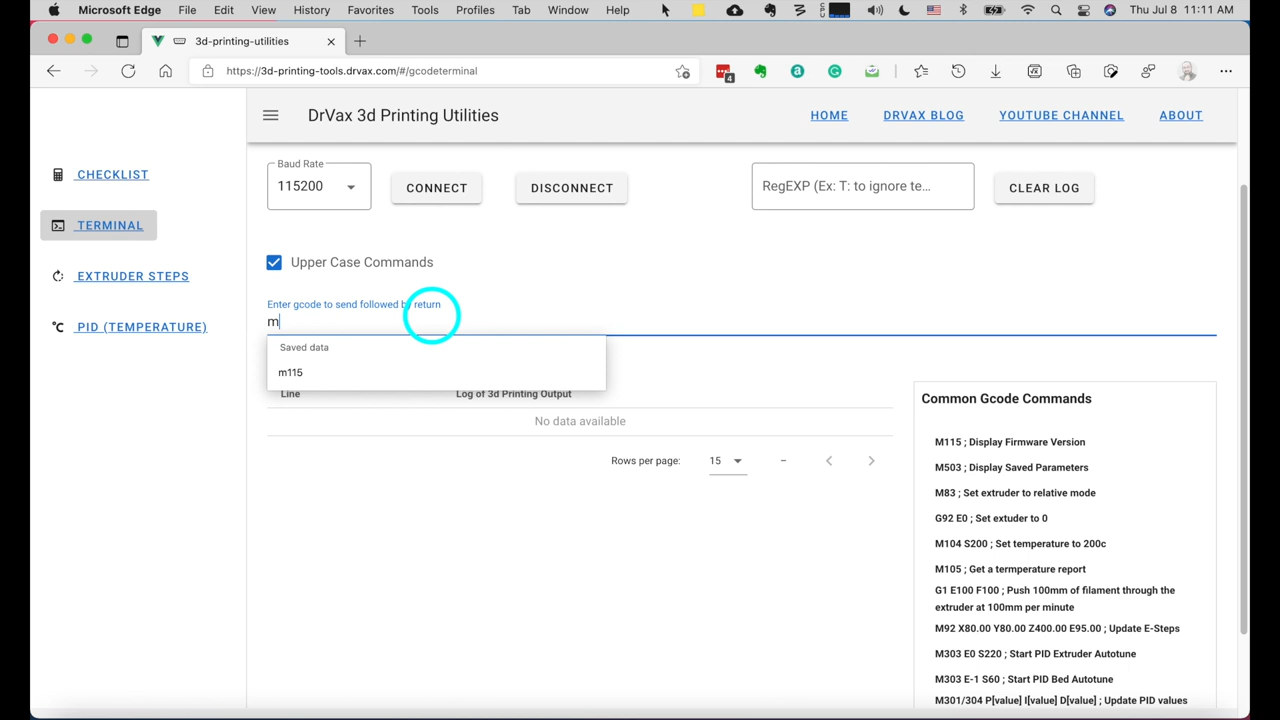 Microsoft Edge File Edit View History Favorites Tools Profiles Tab Window Help Thu Jul 8 11:11 AM
3d-printing-utilities
https://3d-printing-tools.drvax.com/#/gcodeterminal
4
DrVax 3d Printing Utilities
HOME DRVAX BLOG YOUTUBE CHANNEL ABOUT
CHECKLIST
TERMINAL
EXTRUDER STEPS
°C PID (TEMPERATURE)
Baud Rate
115200
CONNECT DISCONNECT
RegEXP (Ex: T: to ignore te...
CLEAR LOG
Upper Case Commands
Enter gcode to send followed by return
m
Saved data
m115
Line Log of 3d Printing Output
No data available
Rows per page: 15 –
Common Gcode Commands
M115 ; Display Firmware Version
M503 ; Display Saved Parameters
M83 ; Set extruder to relative mode
G92 E0 ; Set extuder to 0
M104 S200 ; Set temperature to 200c
M105 ; Get a termperature report
G1 E100 F100 ; Push 100mm of filament through the
extruder at 100mm per minute
M92 X80.00 Y80.00 Z400.00 E95.00 ; Update E-Steps
M303 E0 S220 ; Start PID Extruder Autotune
M303 E-1 S60 ; Start PID Bed Autotune
M301/304 P[value] I[value] D[value] ; Update PID values